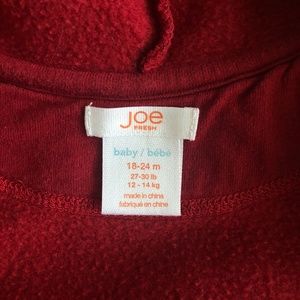 joe
FRESH
baby / bébé
18-24 m
27-30 lb
12 - 14 kg
made in china
fabriqué en chine